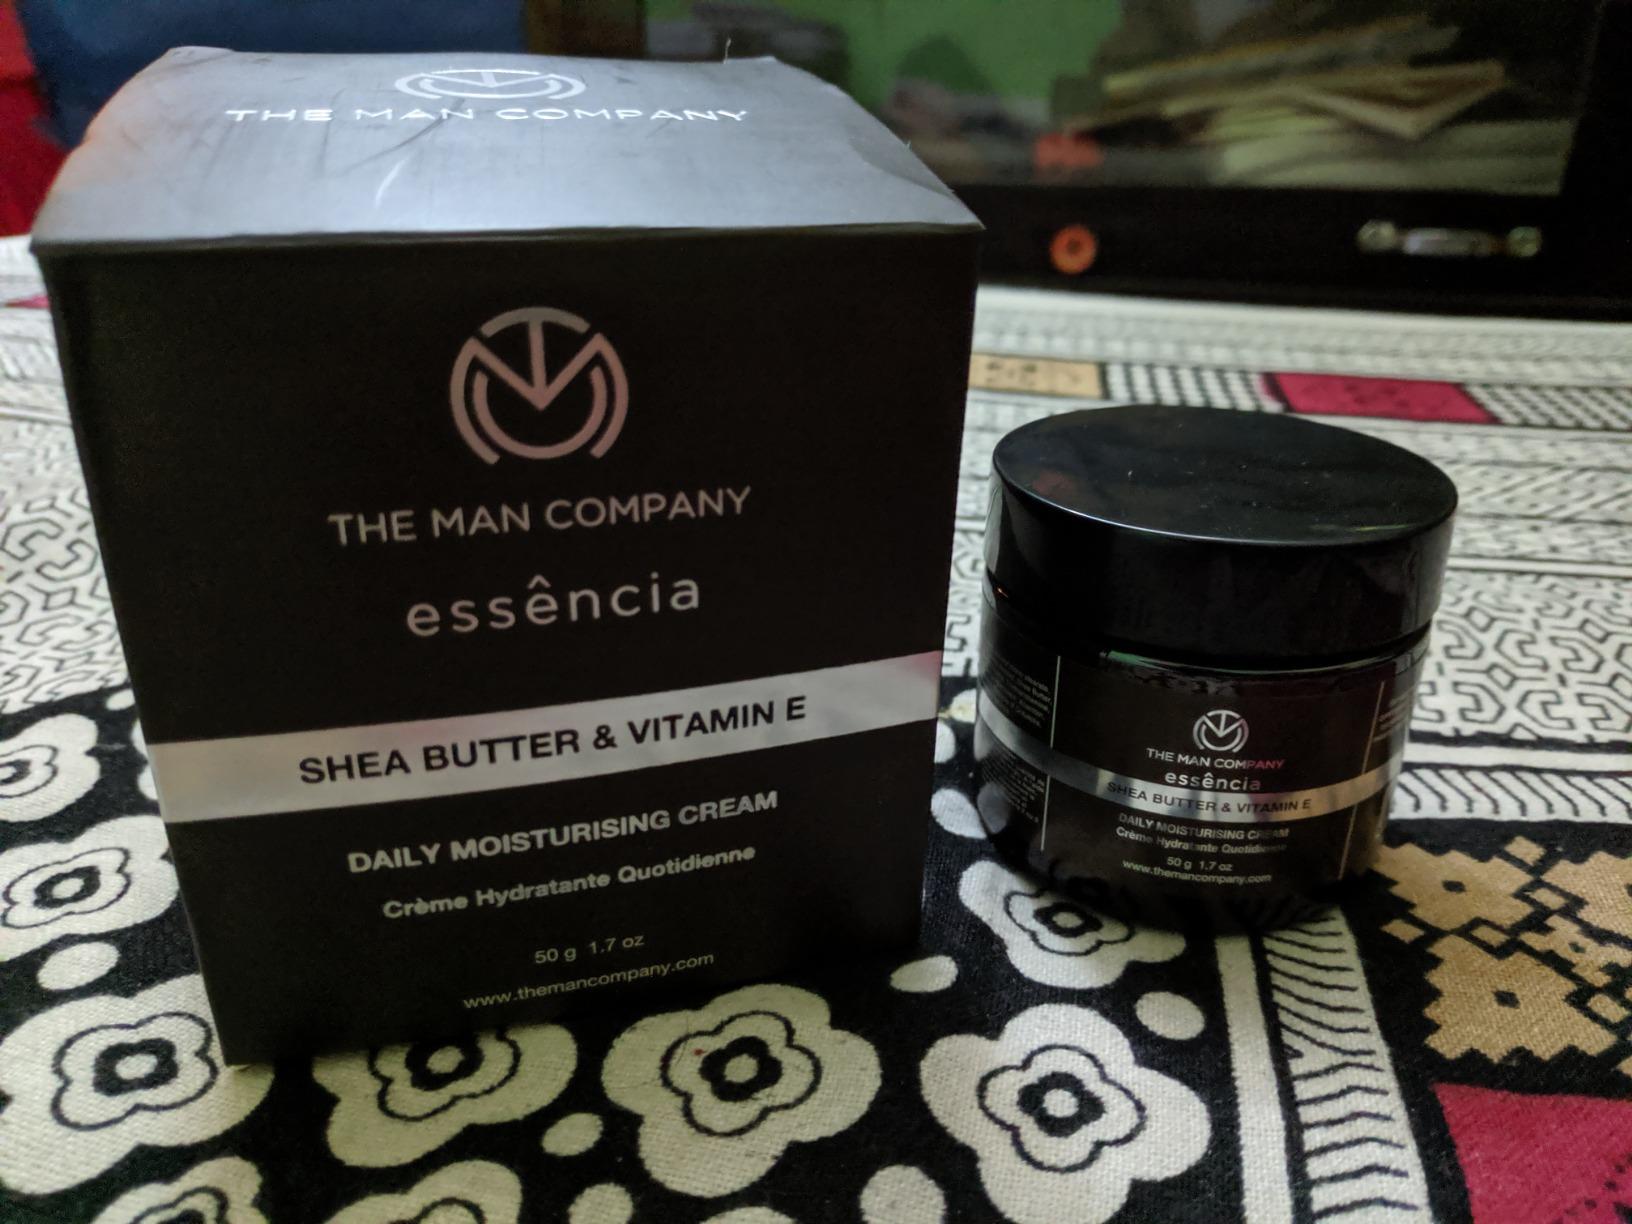 THE MAN COMPANY
THE MAN COMPANY
essência
SHEA BUTTER & VITAMIN E
DAILY MOISTURISING CREAM
Crème Hydratante Quotidienne
50 g 1.7 oz
www.themancompany.com
THE MAN COMPANY
essência
SHEA BUTTER & VITAMIN E
DAILY MOISTURISING CREAM
Crème Hydratante Quotidienne
50 g 1.7 oz
www.themancompany.com